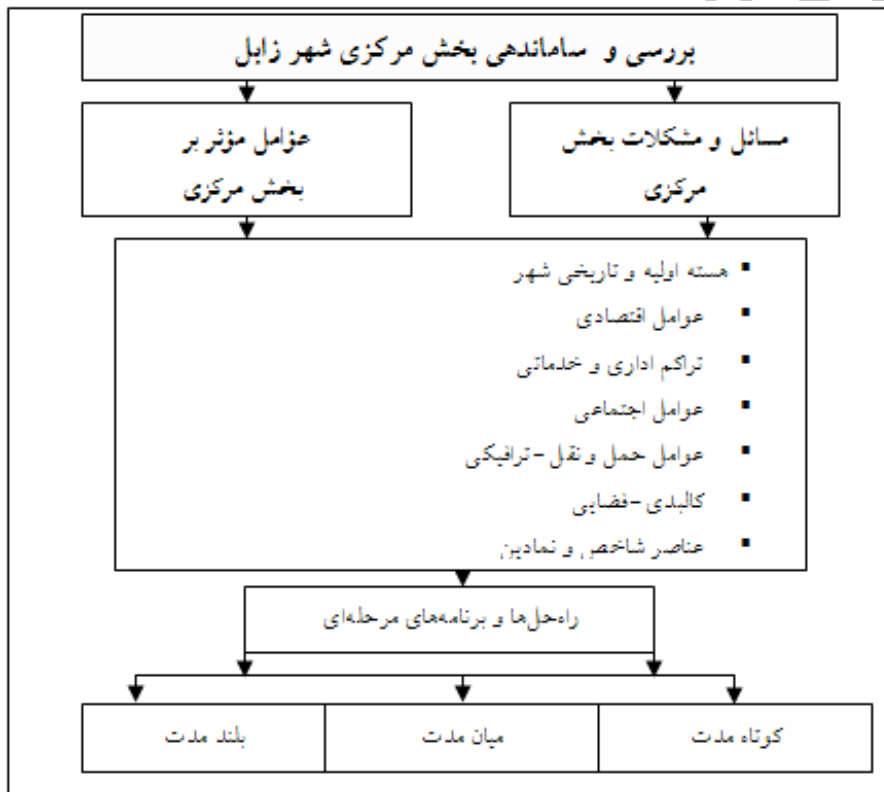 بررسی و ساماندهی بخش مرکزی شهر زابل
مسائل و مشکلات بخش
مرکزی
عؤامل مؤثر بر
بخش مرکزی
▪ هسته اولیه و تاریخی شهر
▪ عوامل اقتصادی
▪ تراکم اداری و خدماتی
▪ عوامل اجتماعی
▪ عوامل حمل و نقل -ترافیکی
▪ کالبدی -فضایی
▪ عناصر شاخص و نمادین
راه‌حل‌ها و برنامه‌های مرحله‌ای
کوتاه مدت
میان مدت
بلند مدت